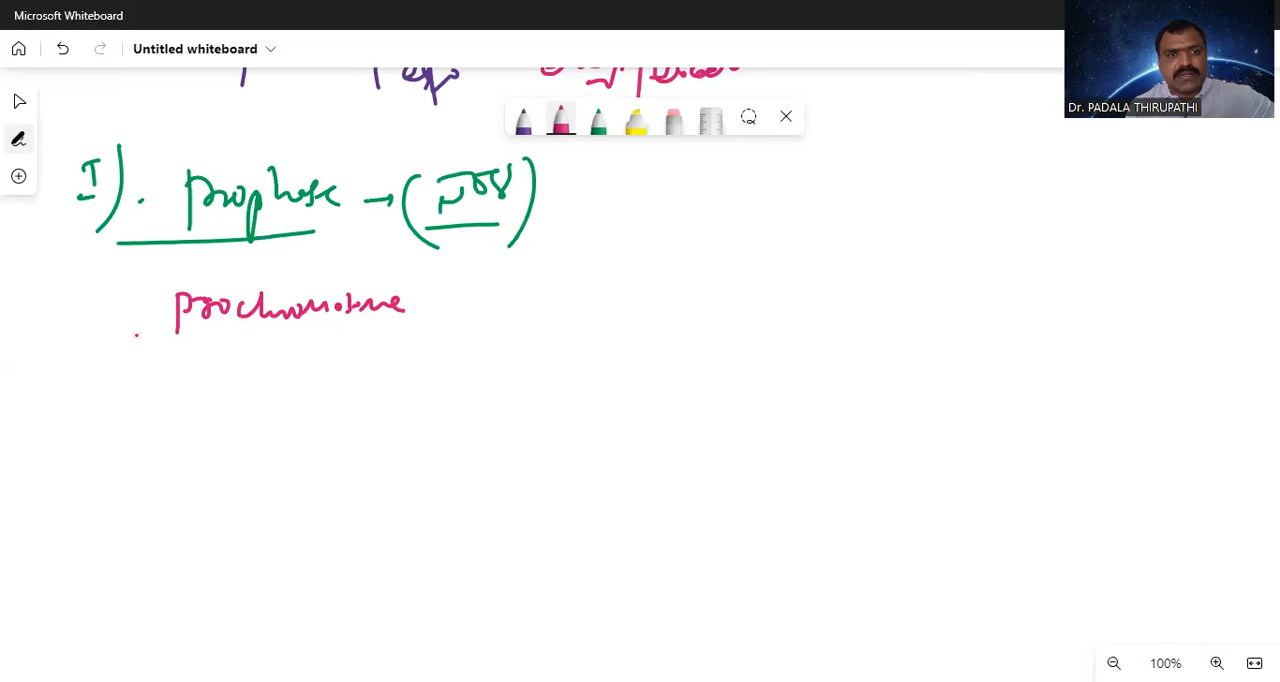 Microsoft Whiteboard
Untitled whiteboard
Dr. PADALA THIRUPATHI
I). prophase → ( )
prochromosome
100%